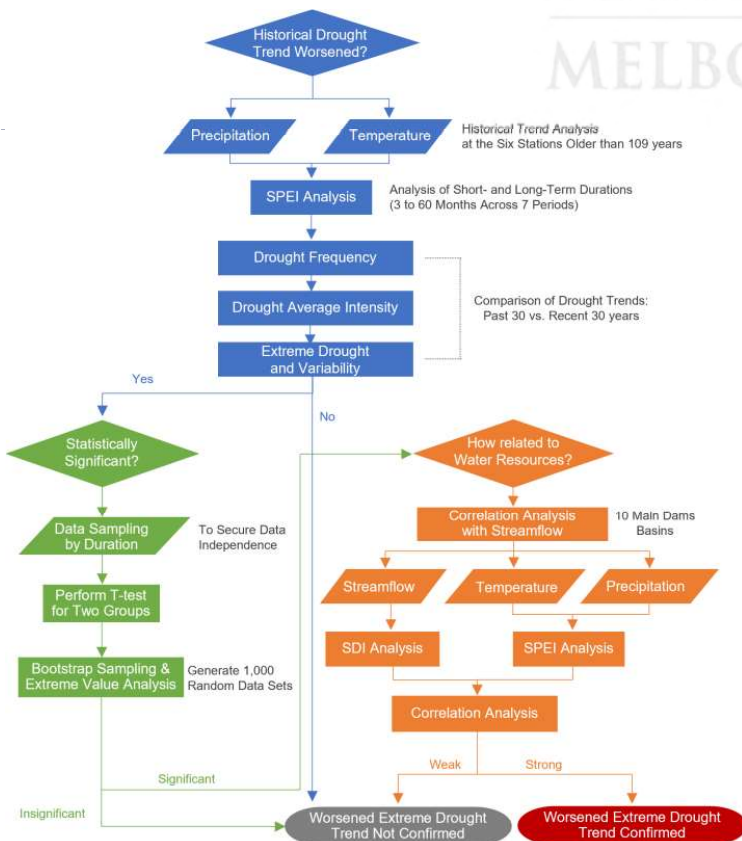 MELBO
Historical Drought
Trend Worsened?
Precipitation
Temperature
Historical Trend Analysis
at the Six Stations Older than 109 years
SPEI Analysis
Analysis of Short- and Long-Term Durations
(3 to 60 Months Across 7 Periods)
Drought Frequency
Drought Average Intensity
Comparison of Drought Trends:
Past 30 vs. Recent 30 years
Extreme Drought
and Variability
Yes
No
Statistically
Significant?
How related to
Water Resources?
Data Sampling
by Duration
To Secure Data
Independence
Correlation Analysis
with Streamflow
10 Main Dams
Basins
Perform T-test
for Two Groups
Streamflow
Temperature
Precipitation
Bootstrap Sampling &
Extreme Value Analysis
Generate 1,000
Random Data Sets
SDI Analysis
SPEI Analysis
Correlation Analysis
Significant
Weak
Strong
Insignificant
Worsened Extreme Drought
Trend Not Confirmed
Worsened Extreme Drought
Trend Confirmed